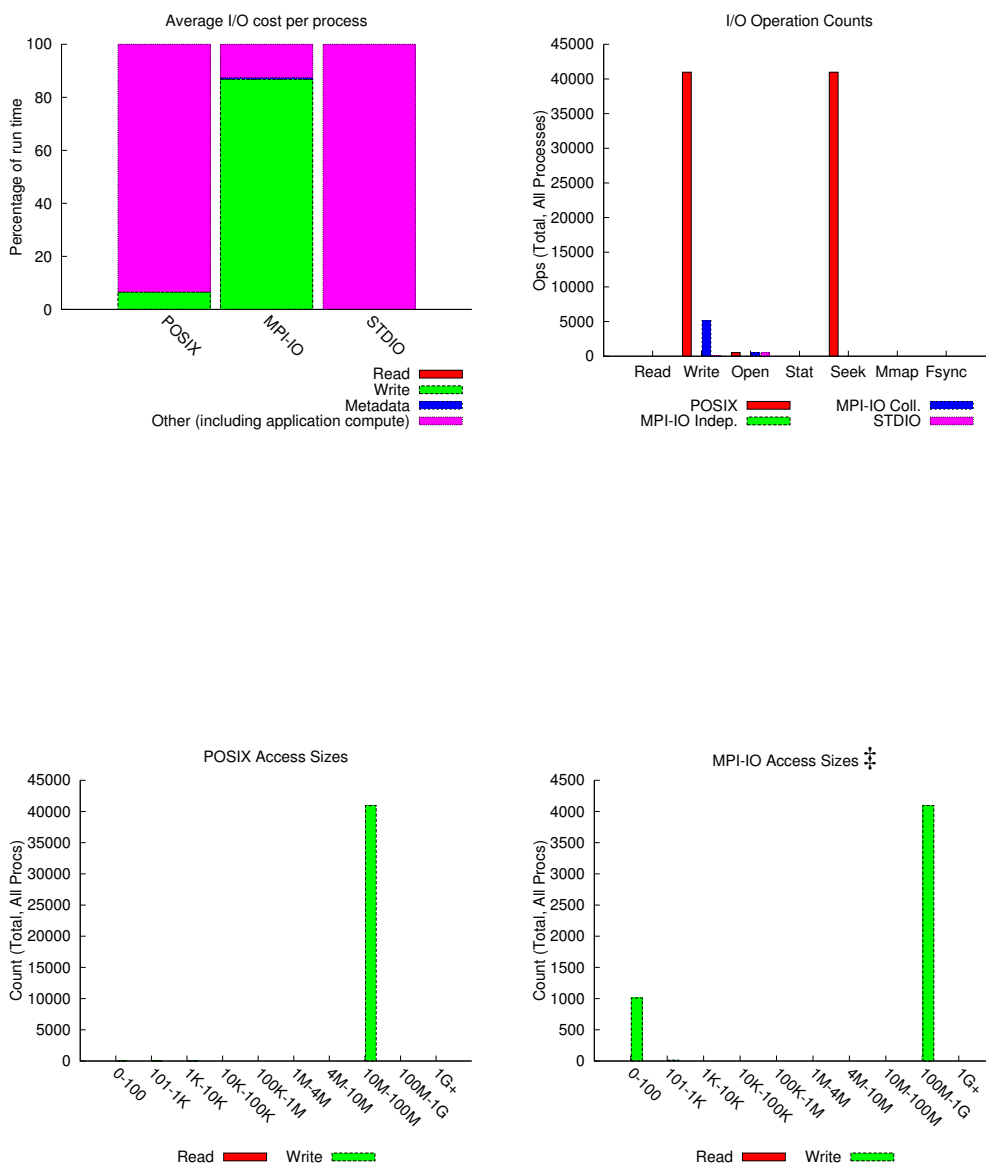 Average I/O cost per process
Percentage of run time
100
80
60
40
20
0
POSIX
MPI-IO
STDIO
Read
Write
Metadata
Other (including application compute)
I/O Operation Counts
Ops (Total, All Processes)
45000
40000
35000
30000
25000
20000
15000
10000
5000
0
Read Write Open Stat Seek Mmap Fsync
POSIX MPI-IO Coll.
MPI-IO Indep. STDIO
POSIX Access Sizes
Count (Total, All Procs)
45000
40000
35000
30000
25000
20000
15000
10000
5000
0
0-100
101-1K
1K-10K
10K-100K
100K-1M
1M-4M
4M-10M
10M-100M
100M-1G
1G+
Read Write
MPI-IO Access Sizes ‡
Count (Total, All Procs)
4500
4000
3500
3000
2500
2000
1500
1000
500
0
0-100
101-1K
1K-10K
10K-100K
100K-1M
1M-4M
4M-10M
10M-100M
100M-1G
1G+
Read Write